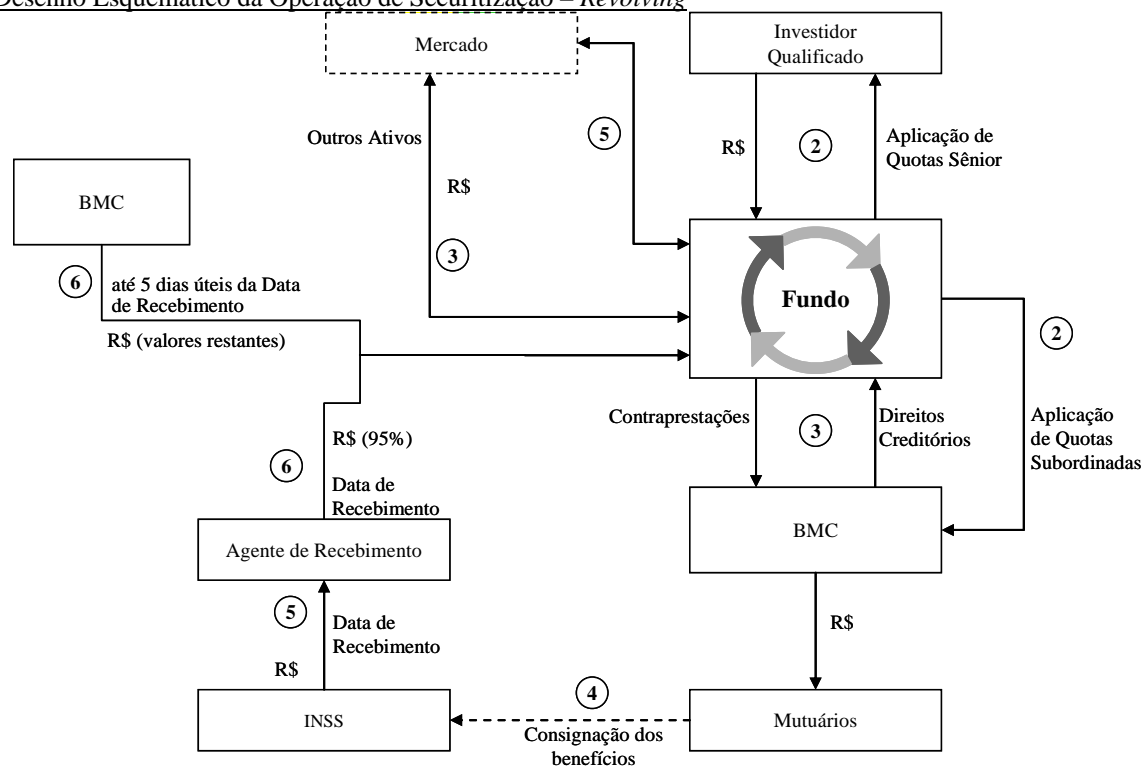 Desenho Esquemático da Operação de Securitização – Revolving
Mercado
Investidor
Qualificado
Outros Ativos
R$
5
R$
2
Aplicação de
Quotas Sênior
BMC
6
até 5 dias úteis da Data
de Recebimento
R$ (valores restantes)
3
Fundo
2
Aplicação
de Quotas
Subordinadas
Contraprestações
3
Direitos
Creditórios
R$ (95%)
6
Data de
Recebimento
Agente de Recebimento
BMC
5
Data de
Recebimento
R$
R$
INSS
4
Consignação dos
benefícios
Mutuários